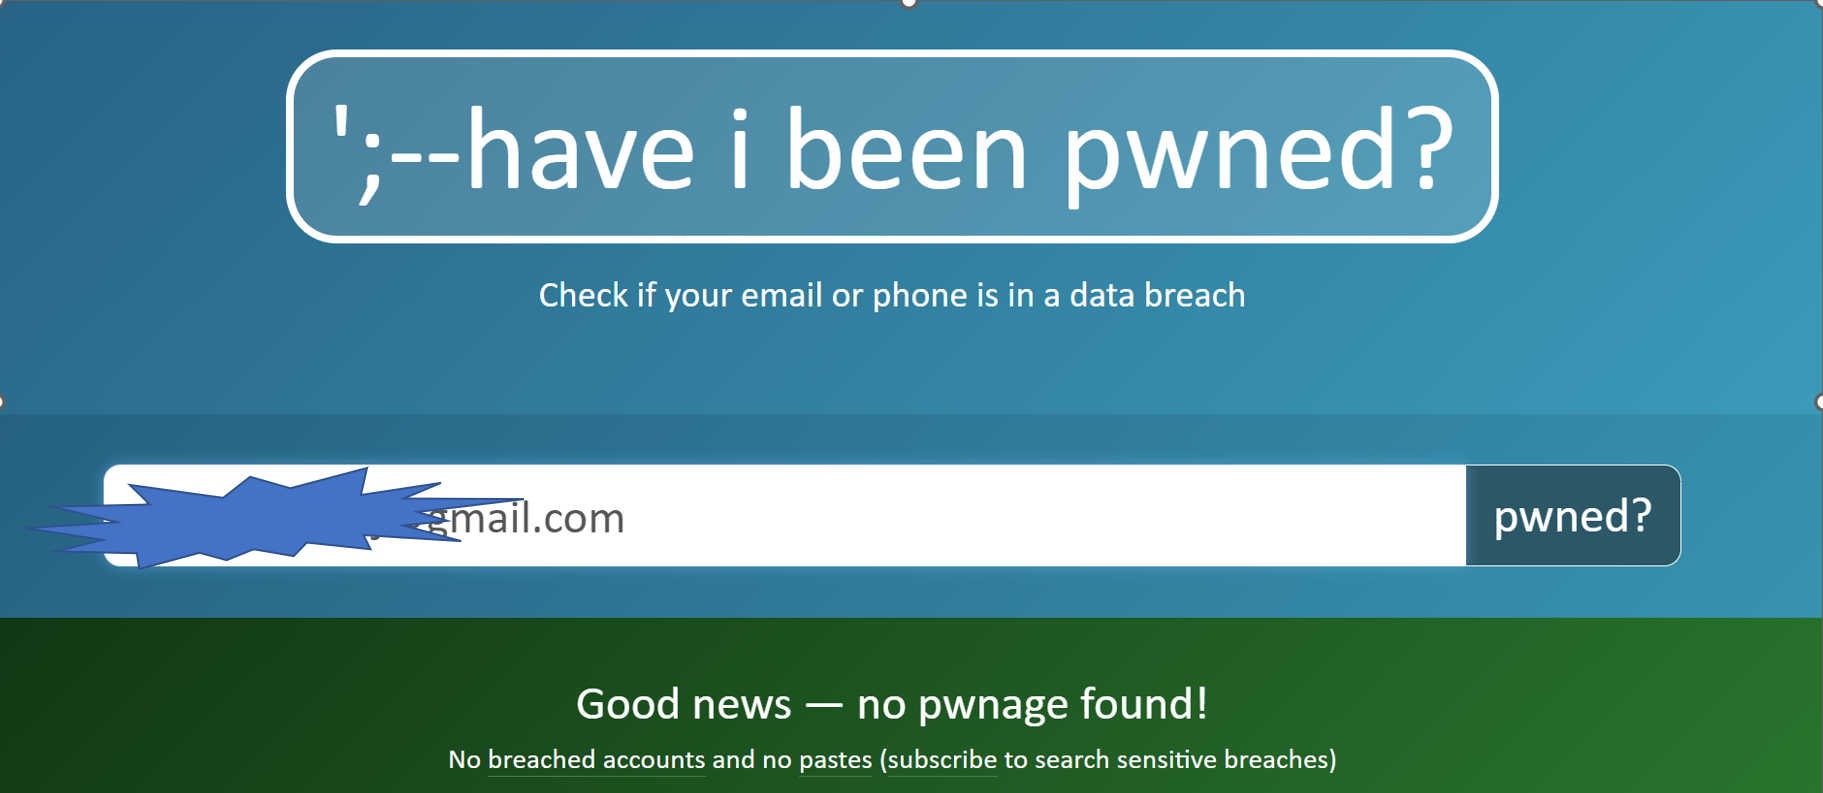 ';--have i been pwned?
Check if your email or phone is in a data breach
gmail.com
pwned?
Good news — no pwnage found!
No breached accounts and no pastes (subscribe to search sensitive breaches)